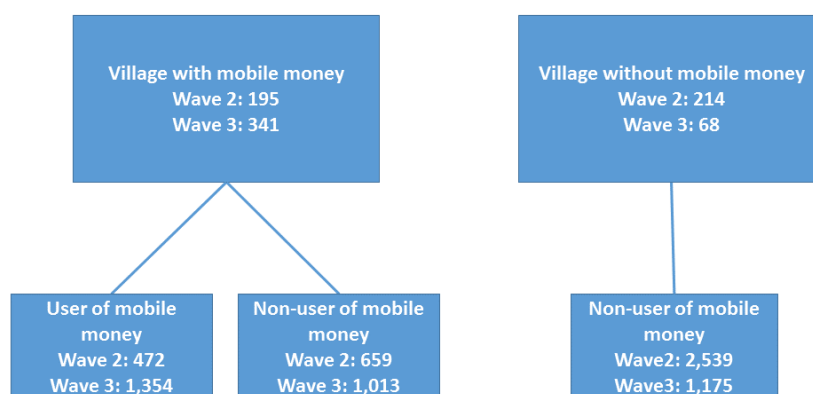 Village with mobile money
Wave 2: 195
Wave 3: 341
Village without mobile money
Wave 2: 214
Wave 3: 68
User of mobile
money
Wave 2: 472
Wave 3: 1,354
Non-user of mobile
money
Wave 2: 659
Wave 3: 1,013
Non-user of mobile
money
Wave2: 2,539
Wave3: 1,175